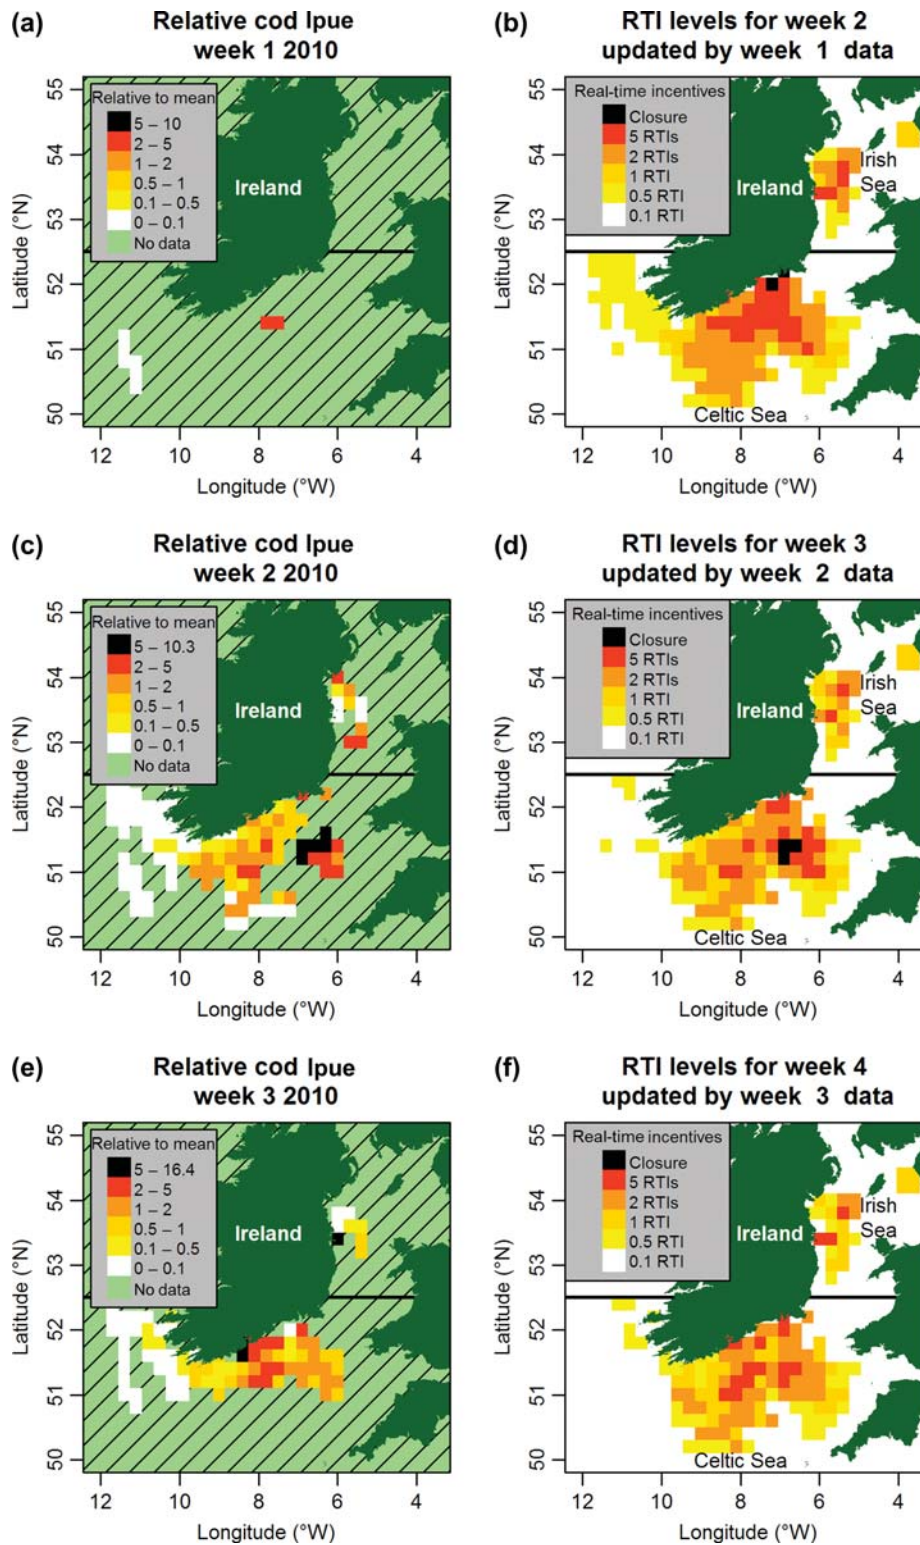 (a)
Relative cod lpue
week 1 2010
Relative to mean
5 – 10
2 – 5
1 – 2
0.5 – 1
0.1 – 0.5
0 – 0.1
No data
Ireland
Latitude (°N)
55
54
53
52
51
50
12 10 8 6 4
Longitude (°W)
(b)
RTI levels for week 2
updated by week 1 data
Real-time incentives
Closure
5 RTIs
2 RTIs
1 RTI
0.5 RTI
0.1 RTI
Ireland
Irish
Sea
Celtic Sea
Latitude (°N)
55
54
53
52
51
50
12 10 8 6 4
Longitude (°W)
(c)
Relative cod lpue
week 2 2010
Relative to mean
5 – 10.3
2 – 5
1 – 2
0.5 – 1
0.1 – 0.5
0 – 0.1
No data
Ireland
Latitude (°N)
55
54
53
52
51
50
12 10 8 6 4
Longitude (°W)
(d)
RTI levels for week 3
updated by week 2 data
Real-time incentives
Closure
5 RTIs
2 RTIs
1 RTI
0.5 RTI
0.1 RTI
Ireland
Irish
Sea
Celtic Sea
Latitude (°N)
55
54
53
52
51
50
12 10 8 6 4
Longitude (°W)
(e)
Relative cod lpue
week 3 2010
Relative to mean
5 – 16.4
2 – 5
1 – 2
0.5 – 1
0.1 – 0.5
0 – 0.1
No data
Ireland
Latitude (°N)
55
54
53
52
51
50
12 10 8 6 4
Longitude (°W)
(f)
RTI levels for week 4
updated by week 3 data
Real-time incentives
Closure
5 RTIs
2 RTIs
1 RTI
0.5 RTI
0.1 RTI
Ireland
Irish
Sea
Celtic Sea
Latitude (°N)
55
54
53
52
51
50
12 10 8 6 4
Longitude (°W)